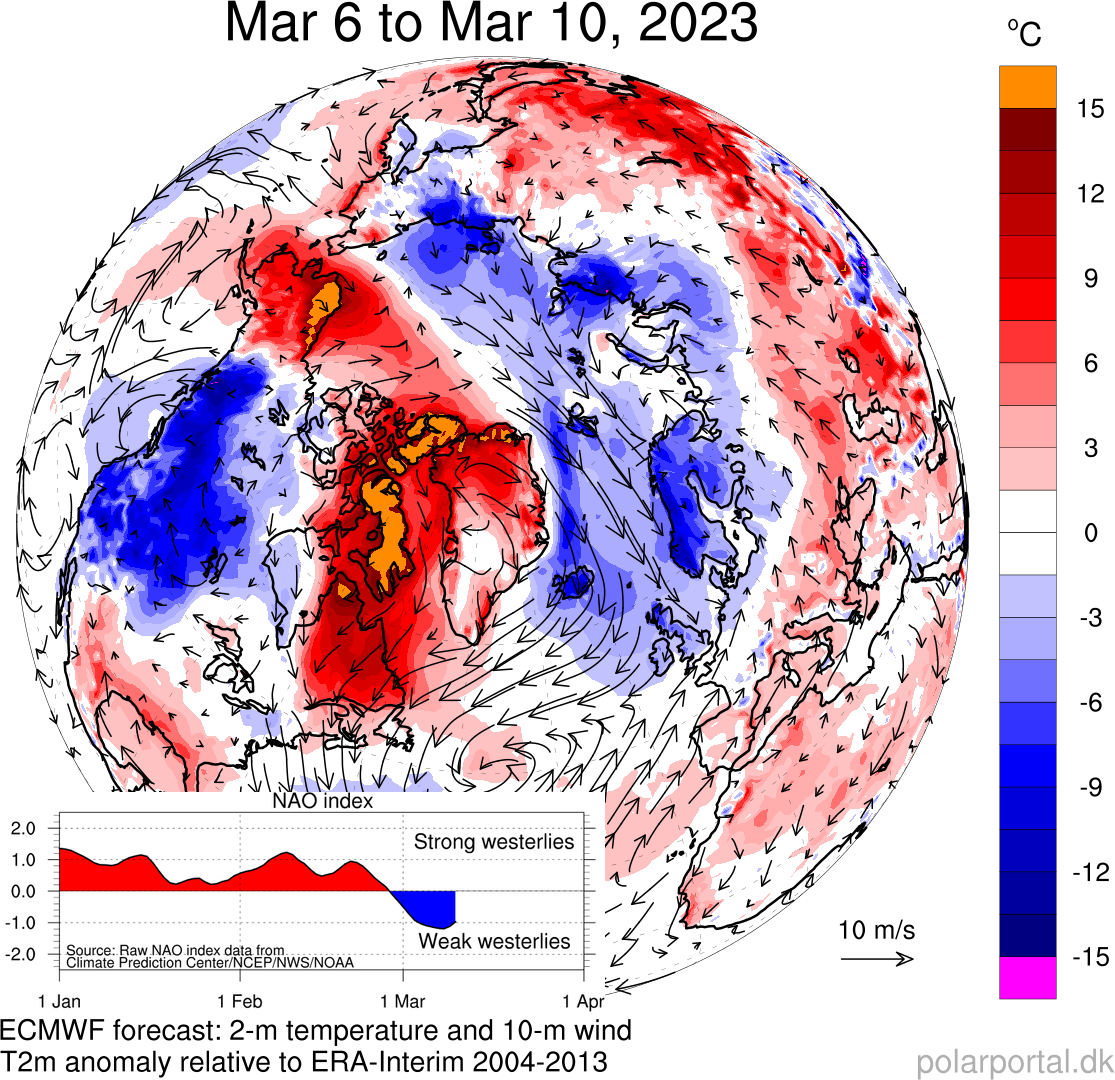 Mar 6 to Mar 10, 2023
oC
15
12
9
6
3
0
-3
-6
-9
-12
-15
10 m/s
NAO index
2.0
1.0
0.0
-1.0
-2.0
Strong westerlies
Weak westerlies
Source: Raw NAO index data from
Climate Prediction Center/NCEP/NWS/NOAA
1 Jan 1 Feb 1 Mar 1 Apr
ECMWF forecast: 2-m temperature and 10-m wind
T2m anomaly relative to ERA-Interim 2004-2013
polarportal.dk